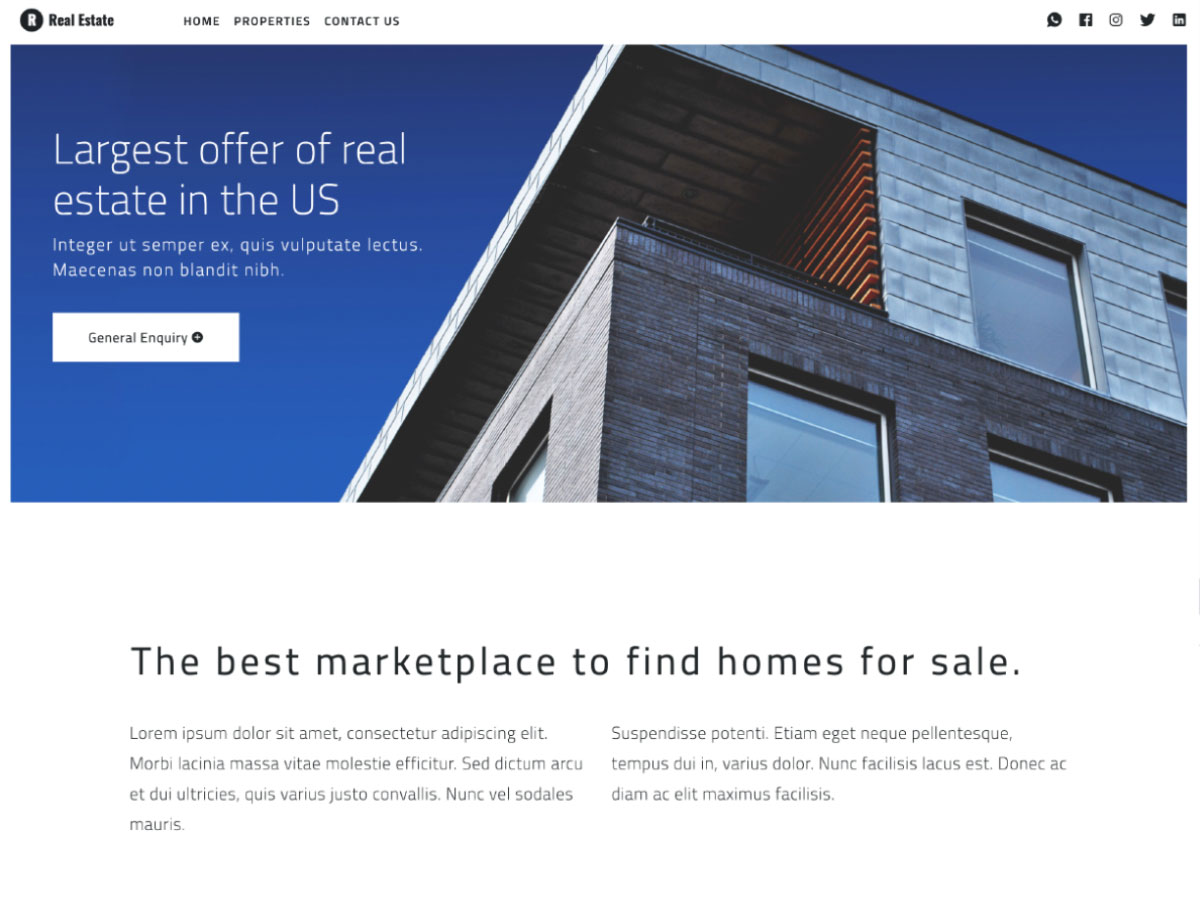 R Real Estate
HOME PROPERTIES CONTACT US
Largest offer of real
estate in the US
Integer ut semper ex, quis vulputate lectus.
Maecenas non blandit nibh.
General Enquiry
The best marketplace to find homes for sale.
Lorem ipsum dolor sit amet, consectetur adipiscing elit.
Morbi lacinia massa vitae molestie efficitur. Sed dictum arcu
et dui ultricies, quis varius justo convallis. Nunc vel sodales
mauris.
Suspendisse potenti. Etiam eget neque pellentesque,
tempus dui in, varius dolor. Nunc facilisis lacus est. Donec ac
diam ac elit maximus facilisis.